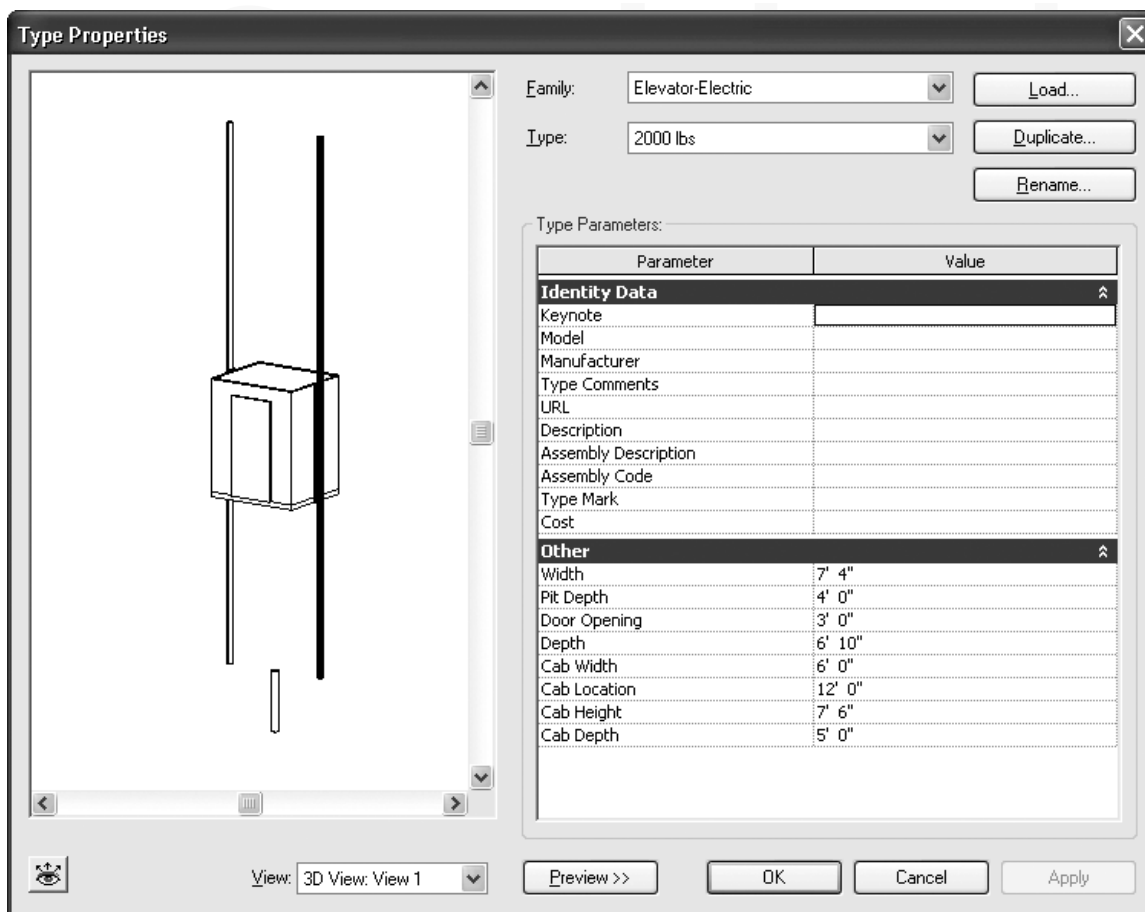 Type Properties
Family: Elevator-Electric Load...
Type: 2000 lbs Duplicate...
Rename...
Type Parameters:
Parameter Value
Identity Data
Keynote
Model
Manufacturer
Type Comments
URL
Description
Assembly Description
Assembly Code
Type Mark
Cost
Other
Width 7' 4"
Pit Depth 4' 0"
Door Opening 3' 0"
Depth 6' 10"
Cab Width 6' 0"
Cab Location 12' 0"
Cab Height 7' 6"
Cab Depth 5' 0"
View: 3D View: View 1 Preview >> OK Cancel Apply